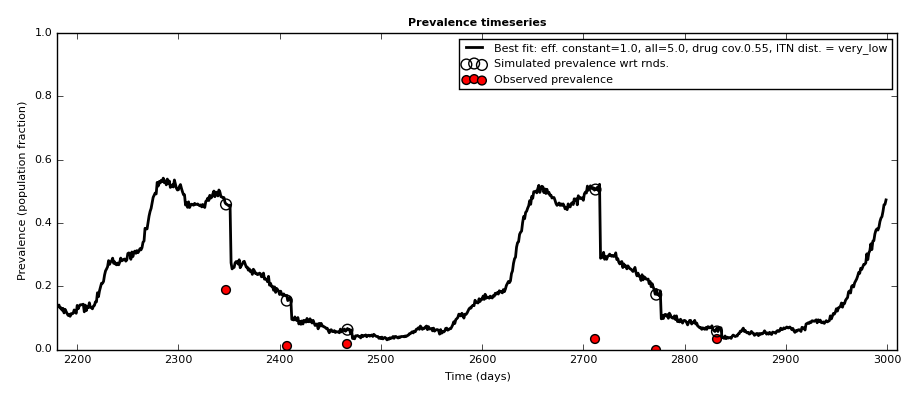 Prevalence timeseries
1.0
Best fit: eff. constant=1.0, all=5.0, drug cov.0.55, ITN dist. = very_low
Simulated prevalence wrt rnds.
Observed prevalence
0.8
0.6
0.4
0.2
0.0
Prevalence (population fraction)
2200 2300 2400 2500 2600 2700 2800 2900 3000
Time (days)